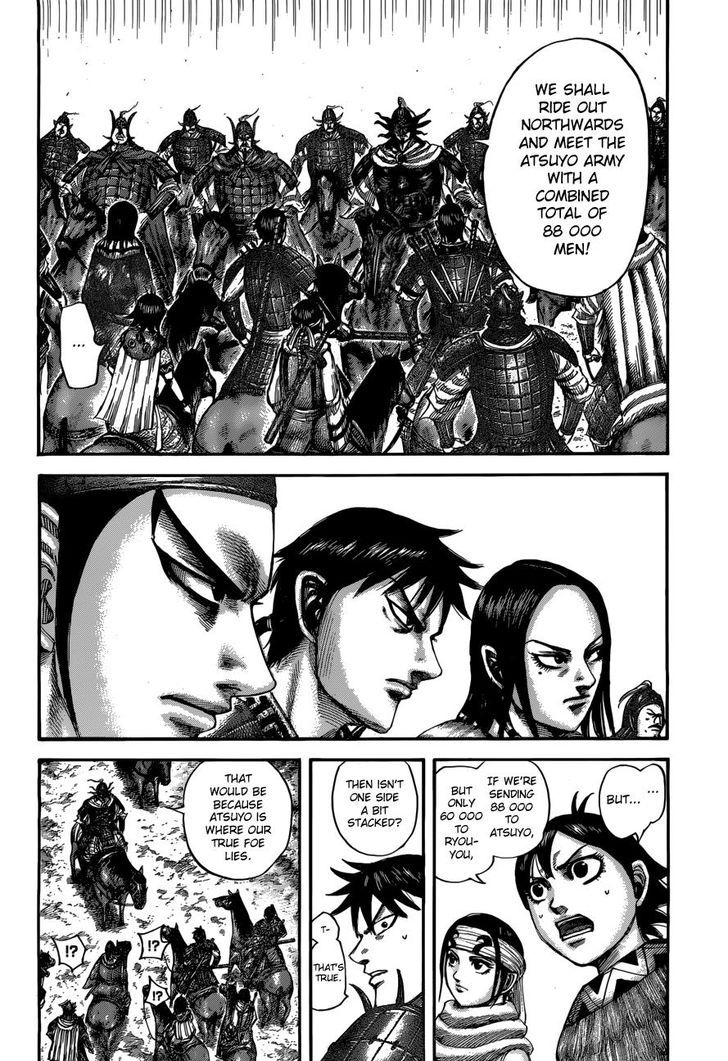 WE SHALL
RIDE OUT
NORTHWARDS
AND MEET THE
ATSUYO ARMY
WITH A
COMBINED
TOTAL OF
88 000
MEN!
...
...
BUT...
IF WE'RE
SENDING
88 000
TO
ATSUYO,
BUT
ONLY
60 000
TO
RYOU-
YOU,
THEN ISN'T
ONE SIDE
A BIT
STACKED?
T-
THAT'S
TRUE.
THAT
WOULD BE
BECAUSE
ATSUYO
IS
WHERE OUR
TRUE FOE
LIES.
!?
!?
!?